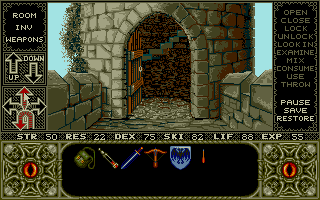 ROOM
INV
WEAPONS
UP
DOWN
OPEN
CLOSE
LOCK
UNLOCK
LOOK IN
EXAMINE
MIX
CONSUME
USE
THROW
PAUSE
SAVE
RESTORE
STR 50 RES 22 DEX 75 SKI 82 LIF 88 EXP 55